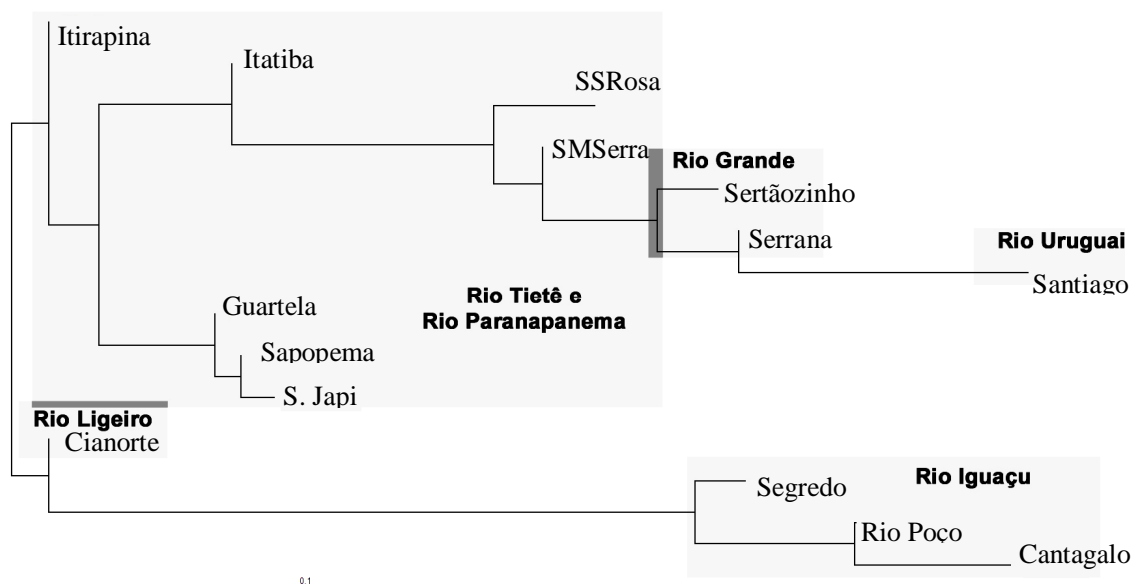 Itirapina
Itatiba
SSRosa
SMSerra
Rio Grande
Sertãozinho
Serrana
Rio Uruguai
Santiago
Rio Tietê e
Rio Paranapanema
Guartela
Sapopema
S. Japi
Rio Ligeiro
Cianorte
Rio Iguaçu
Segredo
Rio Poço
Cantagalo
0.1